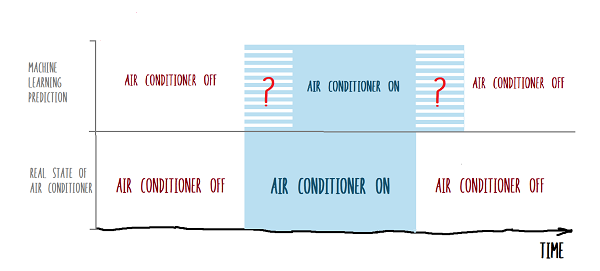 MACHINE
LEARNING
PREDICTION
AIR CONDITIONER OFF
?
AIR CONDITIONER ON
?
AIR CONDITIONER OFF
REAL STATE OF
AIR CONDITIONER
AIR CONDITIONER OFF
AIR CONDITIONER ON
AIR CONDITIONER OFF
TIME